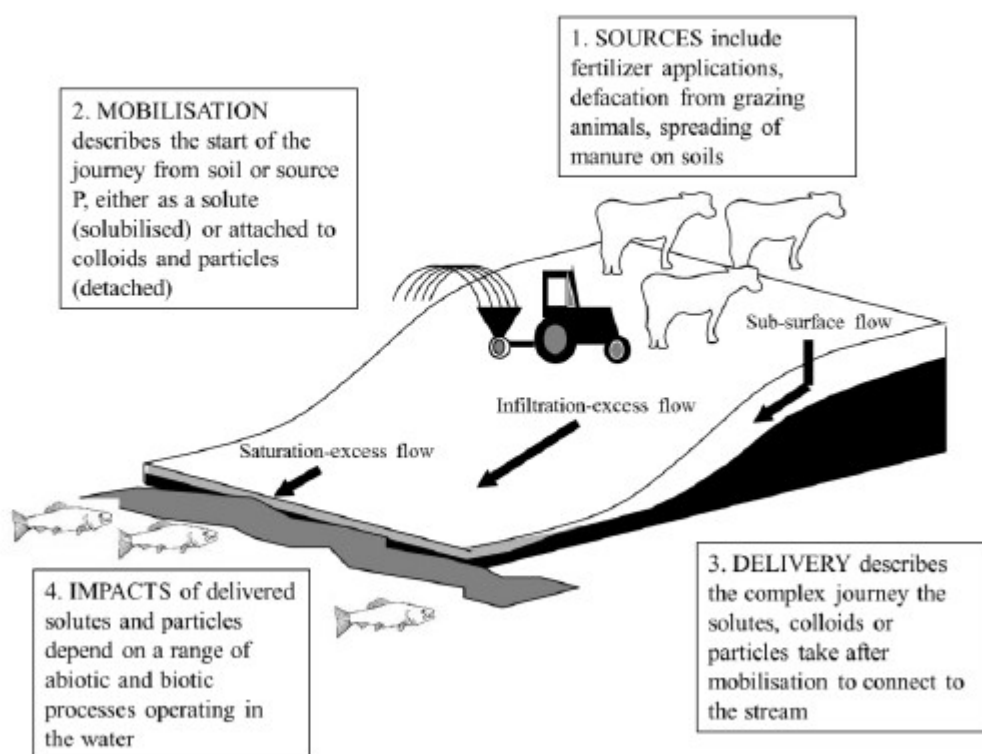 1. SOURCES include
fertilizer applications,
defacation from grazing
animals, spreading of
manure on soils
2. MOBILISATION
describes the start of the
journey from soil or source
P, either as a solute
(solubilised) or attached to
colloids and particles
(detached)
Sub-surface flow
Infiltration-excess flow
Saturation-excess flow
3. DELIVERY describes
the complex journey the
solutes, colloids or
particles take after
mobilisation to connect to
the stream
4. IMPACTS of delivered
solutes and particles
depend on a range of
abiotic and biotic
processes operating in
the water